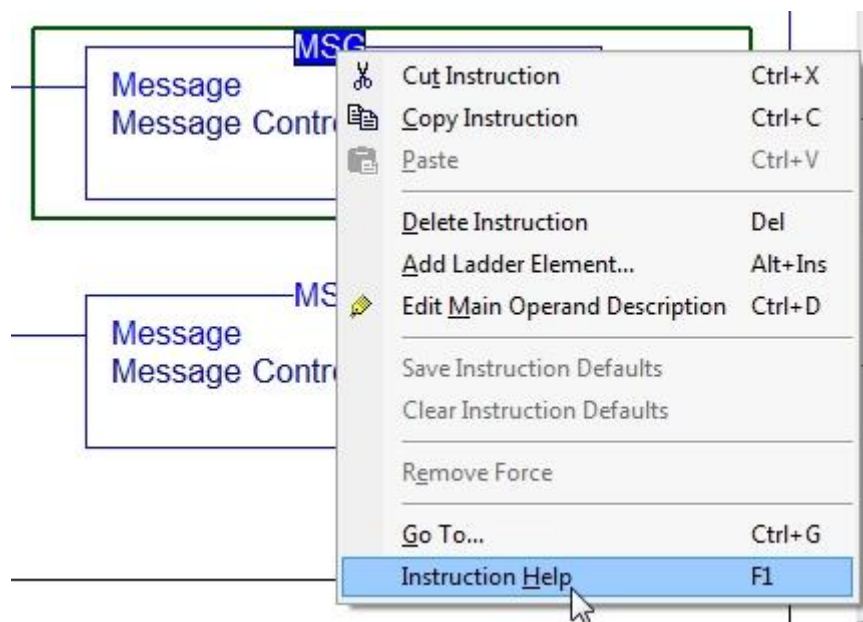 MSG
Message
Message Contro
Cut Instruction Ctrl+X
Copy Instruction Ctrl+C
Paste Ctrl+V
Delete Instruction Del
Add Ladder Element... Alt+Ins
Edit Main Operand Description Ctrl+D
Save Instruction Defaults
Clear Instruction Defaults
Remove Force
Go To... Ctrl+G
Instruction Help F1
MS
Message
Message Contro